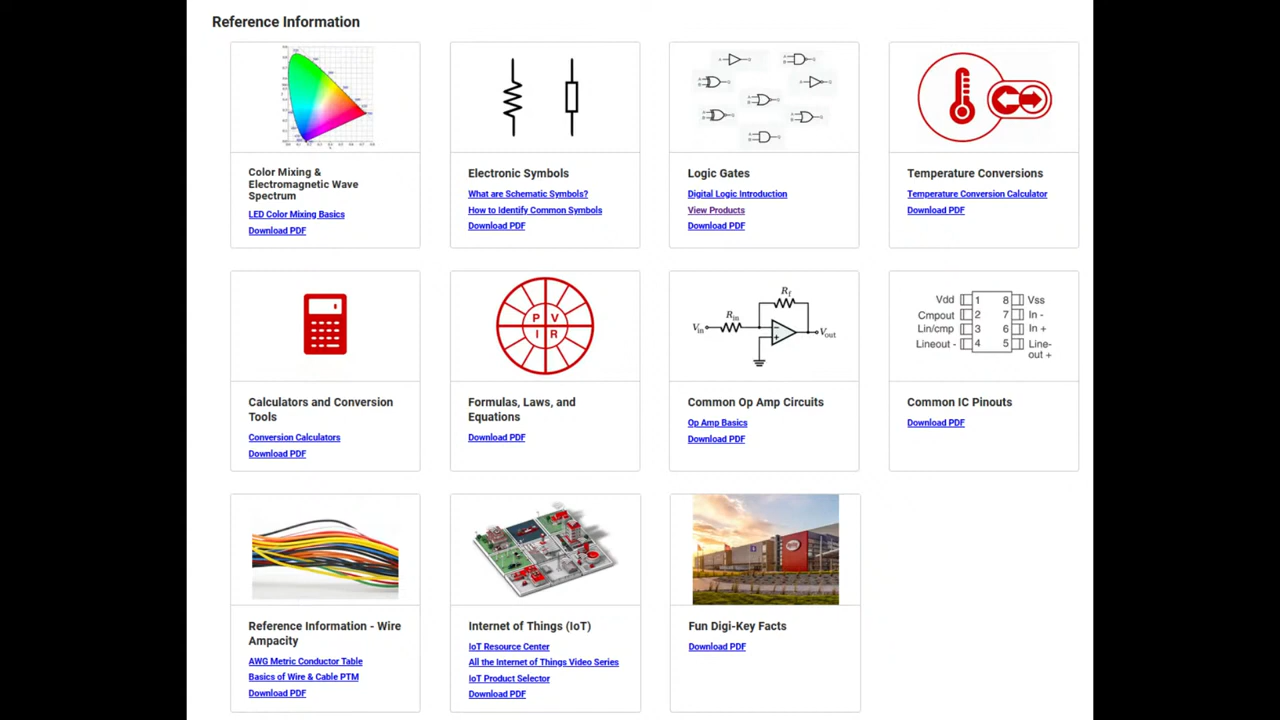 Reference Information
Color Mixing &
Electromagnetic Wave
Spectrum
LED Color Mixing Basics
Download PDF
Electronic Symbols
What are Schematic Symbols?
How to Identify Common Symbols
Download PDF
Logic Gates
Digital Logic Introduction
View Products
Download PDF
Temperature Conversions
Temperature Conversion Calculator
Download PDF
Calculators and Conversion
Tools
Conversion Calculators
Download PDF
P V
I R
Formulas, Laws, and
Equations
Download PDF
Rf
Rin
Vin
Vout
Common Op Amp Circuits
Op Amp Basics
Download PDF
Vdd 1 8 Vss
Cmpout 2 7 In -
Lin/cmp 3 6 In +
Lineout - 4 5 Line-
out +
Common IC Pinouts
Download PDF
Reference Information - Wire
Ampacity
AWG Metric Conductor Table
Basics of Wire & Cable PTM
Download PDF
Internet of Things (IoT)
IoT Resource Center
All the Internet of Things Video Series
IoT Product Selector
Download PDF
Fun Digi-Key Facts
Download PDF